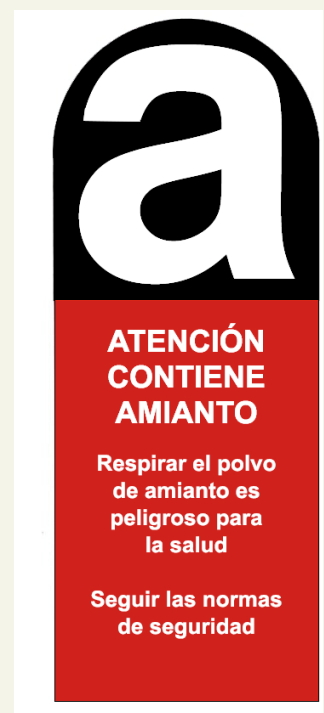 a
ATENCIÓN
CONTIENE
AMIANTO
Respirar el polvo
de amianto es
peligroso para
la salud
Seguir las normas
de seguridad